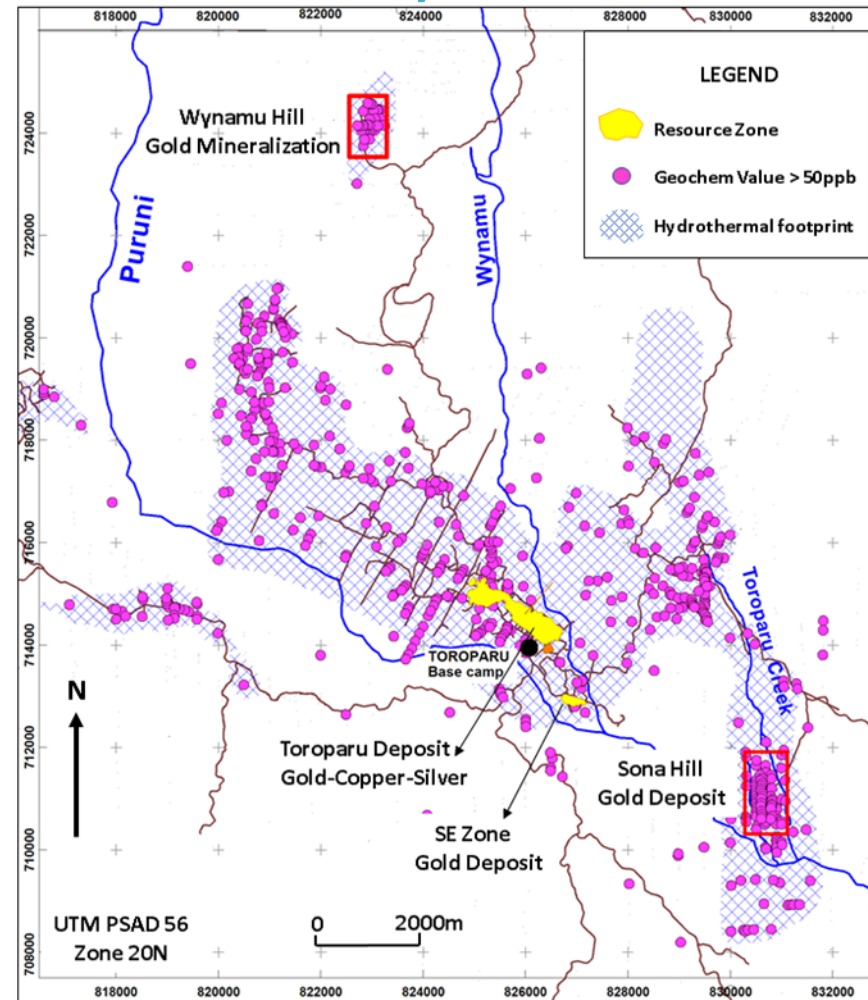 818000 820000 822000 824000 826000 828000 830000 832000
724000
722000
720000
718000
716000
714000
712000
710000
708000
LEGEND
Resource Zone
Geochem Value > 50ppb
Hydrothermal footprint
Wynamu Hill
Gold Mineralization
Puruni
Wynamu
TOROPARU
Base camp
Toroparu Creek
N
Toroparu Deposit
Gold-Copper-Silver
Sona Hill
Gold Deposit
SE Zone
Gold Deposit
UTM PSAD 56
Zone 20N
0 2000m
818000 820000 822000 824000 826000 828000 830000 832000